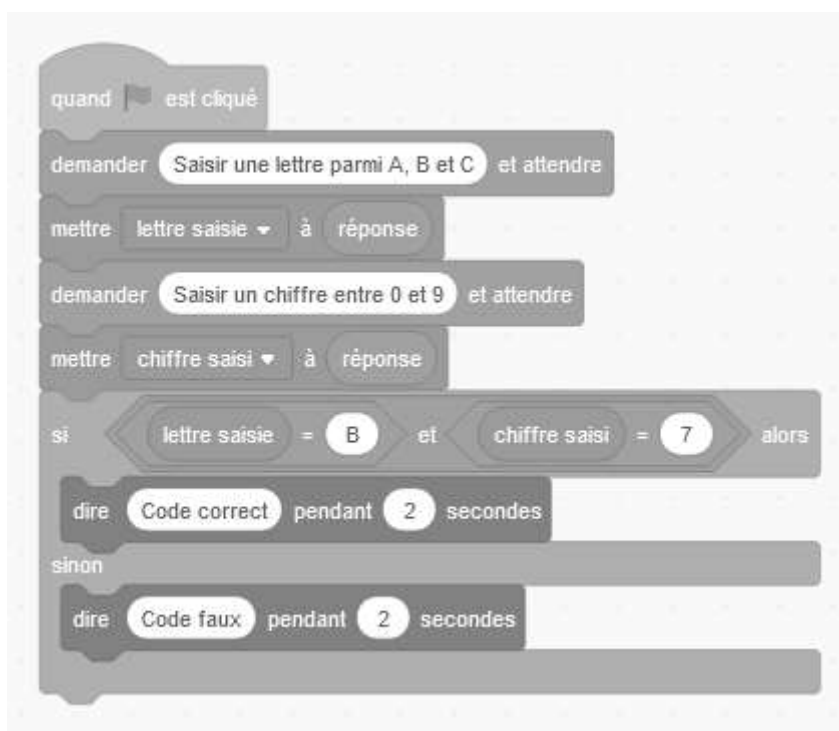 quand est cliqué
demander Saisir une lettre parmi A, B et C et attendre
mettre lettre saisie à réponse
demander Saisir un chiffre entre 0 et 9 et attendre
mettre chiffre saisi à réponse
si lettre saisie = B et chiffre saisi = 7 alors
dire Code correct pendant 2 secondes
sinon
dire Code faux pendant 2 secondes